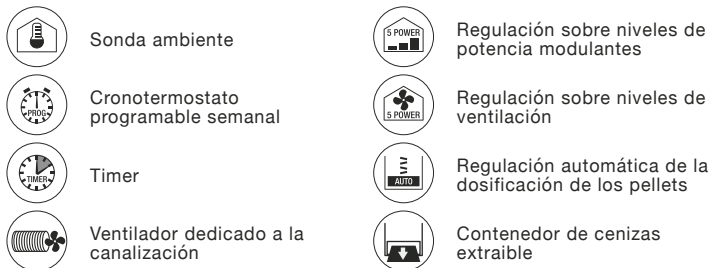 Sonda ambiente
PROG.
Cronotermostato
programable semanal
TIMER
Timer
Ventilador dedicado a la
canalización
5 POWER
Regulación sobre niveles de
potencia modulantes
5 POWER
Regulación sobre niveles de
ventilación
AUTO
Regulación automática de la
dosificación de los pellets
Contenedor de cenizas
extraible